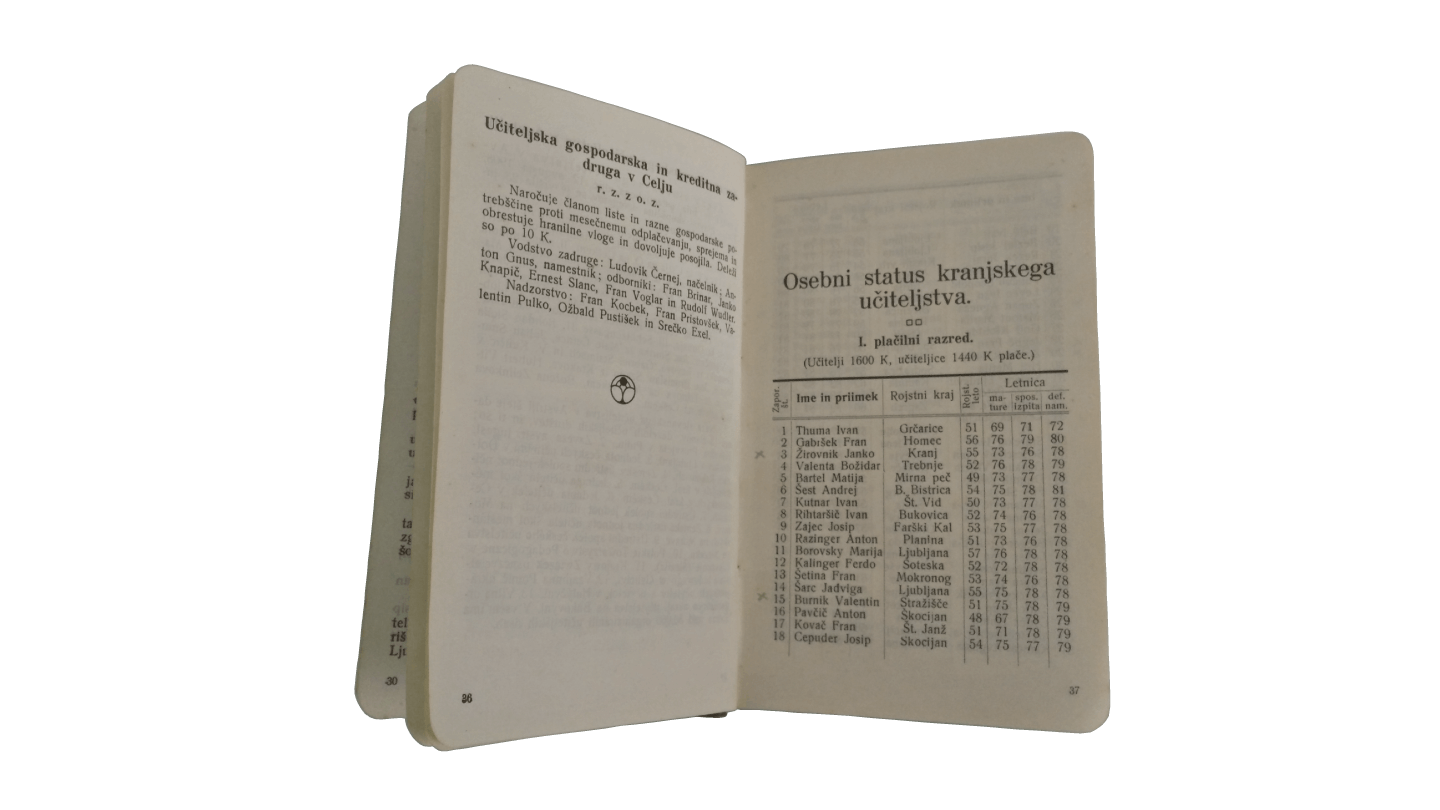 Učiteljska gospodarska in kreditna za-
druga v Celju
r. z. z o. z.
Naročuje članom liste in razne gospodarske po-
trebščine proti mesečnemu odplačevanju, sprejema in
obrestuje hranilne vloge in dovoljuje posojila. Deleži
so po 10 K.
Vodstvo zadruge: Ludovik Černej, načelnik; An-
ton Gnus, namestnik; odborniki: Fran Brinar, Janko
Knapič, Ernest Slanc, Fran Voglar in Rudolf Wudler.
Nadzorstvo: Fran Kocbek, Fran Pristovšek, Va-
lentin Pulko, Ožbald Pustišek in Srečko Exel.
30
36
Osebni status kranjskega
učiteljstva.
I. plačilni razred.
(Učitelji 1600 K, učiteljice 1440 K plače.)
Zapor. št. Ime in priimek Rojstni kraj Rojst. leto Letnica
ma- ture spos. izpita def. nam.
1 Thuma Ivan Grčarice 51 69 71 72
2 Gabršek Fran Homec 56 76 79 80
3 Žirovnik Janko Kranj 55 73 76 78
4 Valenta Božidar Trebnje 52 76 78 79
5 Bartel Matija Mirna peč 49 73 77 78
6 Šest Andrej B. Bistrica 54 75 78 81
7 Kutnar Ivan Št. Vid 50 73 77 78
8 Rihtaršič Ivan Bukovica 52 74 76 78
9 Zajec Josip Farški Kal 53 75 77 78
10 Razinger Anton Planina 51 73 76 78
11 Borovsky Marija Ljubljana 57 76 78 78
12 Kalinger Ferdo Soteska 52 72 78 78
13 Šetina Fran Mokronog 53 74 76 78
14 Šarc Jadviga Ljubljana 55 75 78 78
15 Burnik Valentin Stražišče 51 75 78 79
16 Pavčič Anton Škocijan 48 67 78 79
17 Kovač Fran Št. Janž 51 71 78 79
18 Cepuder Josip Škocijan 54 75 77 79
37